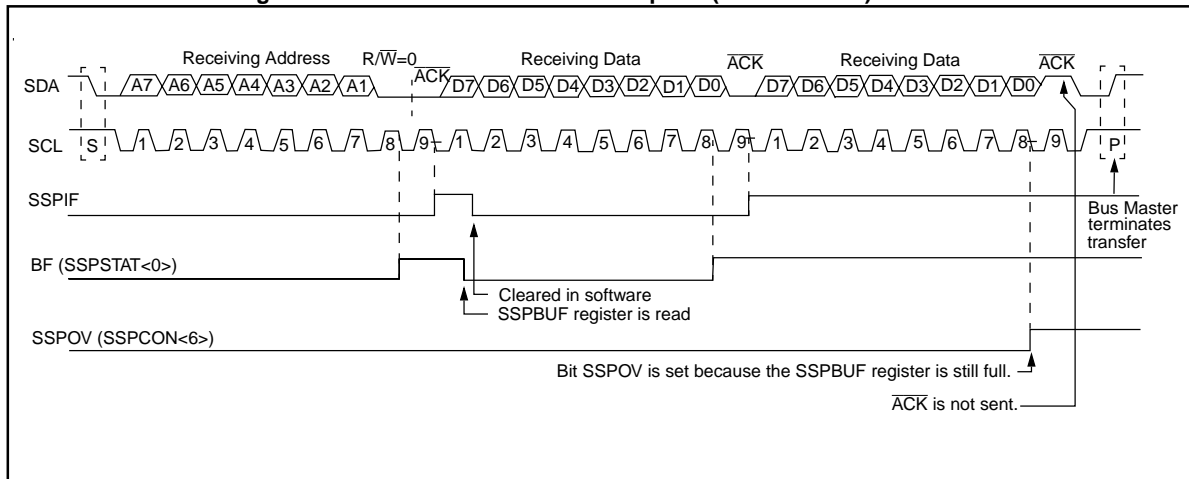 Receiving Address R/W=0 Receiving Data ACK Receiving Data ACK
ACK
SDA A7 A6 A5 A4 A3 A2 A1 D7 D6 D5 D4 D3 D2 D1 D0 D7 D6 D5 D4 D3 D2 D1 D0
SCL S 1 2 3 4 5 6 7 8 9 1 2 3 4 5 6 7 8 9 1 2 3 4 5 6 7 8 9 P
SSPIF
Bus Master
terminates
transfer
BF (SSPSTAT<0>)
Cleared in software
SSPBUF register is read
SSPOV (SSPCON<6>)
Bit SSPOV is set because the SSPBUF register is still full.
ACK is not sent.